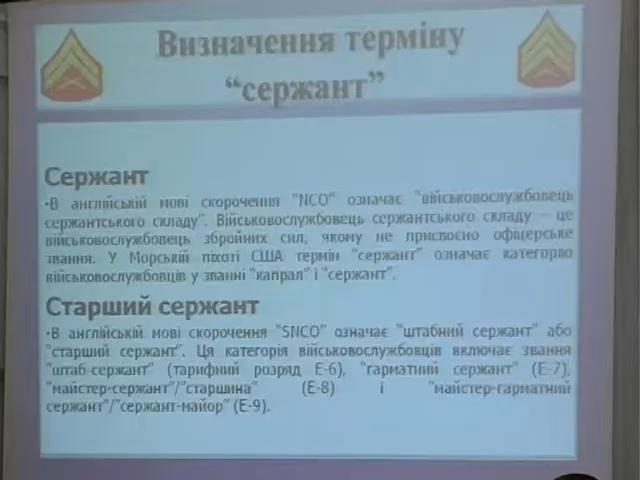 Визначення терміну
“сержант”
Сержант
•В англійській мові скорочення "NCO" означає "військовослужбовець
сержантського складу". Військовослужбовець сержантського складу – це
військовослужбовець збройних сил, якому не присвоєно офіцерське
звання. У Морській піхоті США термін "сержант" означає категорію
військовослужбовців у званні "капрал" і "сержант".
Старший сержант
•В англійській мові скорочення "SNCO" означає "штабний сержант" або
"старший сержант". Ця категорія військовослужбовців включає звання
"штаб-сержант" (тарифний розряд E-6), "гарматний сержант" (E-7),
"майстер-сержант"/"старшина" (E-8) і "майстер-гарматний
сержант"/"сержант-майор" (E-9).